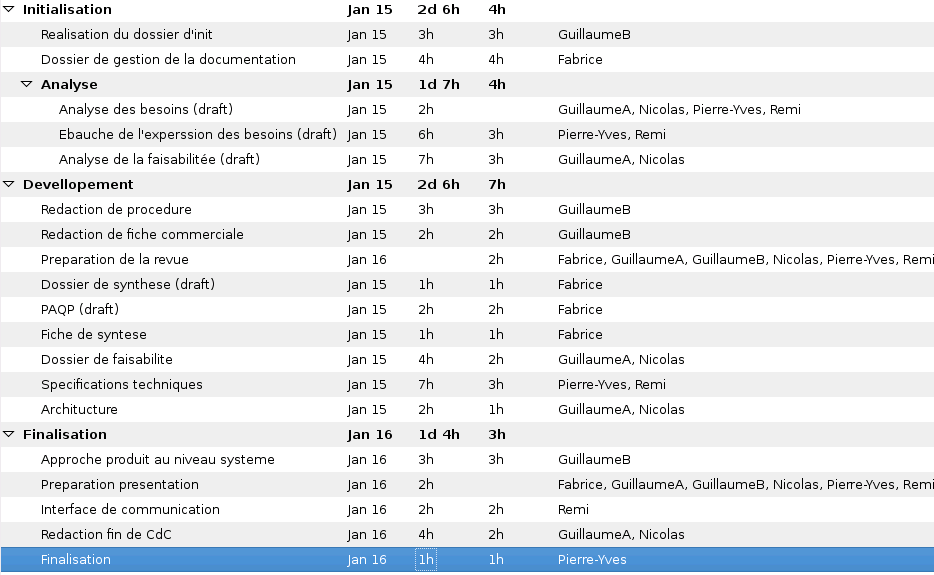 Initialisation Jan 15 2d 6h 4h
Realisation du dossier d'init Jan 15 3h 3h GuillaumeB
Dossier de gestion de la documentation Jan 15 4h 4h Fabrice
Analyse Jan 15 1d 7h 4h
Analyse des besoins (draft) Jan 15 2h GuillaumeA, Nicolas, Pierre-Yves, Remi
Ebauche de l'experssion des besoins (draft) Jan 15 6h 3h Pierre-Yves, Remi
Analyse de la faisabilitée (draft) Jan 15 7h 3h GuillaumeA, Nicolas
Devellopement Jan 15 2d 6h 7h
Redaction de procedure Jan 15 3h 3h GuillaumeB
Redaction de fiche commerciale Jan 15 2h 2h GuillaumeB
Preparation de la revue Jan 16 2h Fabrice, GuillaumeA, GuillaumeB, Nicolas, Pierre-Yves, Remi
Dossier de synthese (draft) Jan 15 1h 1h Fabrice
PAQP (draft) Jan 15 2h 2h Fabrice
Fiche de syntese Jan 15 1h 1h Fabrice
Dossier de faisabilite Jan 15 4h 2h GuillaumeA, Nicolas
Specifications techniques Jan 15 7h 3h Pierre-Yves, Remi
Architucture Jan 15 2h 1h GuillaumeA, Nicolas
Finalisation Jan 16 1d 4h 3h
Approche produit au niveau systeme Jan 16 3h 3h GuillaumeB
Preparation presentation Jan 16 2h Fabrice, GuillaumeA, GuillaumeB, Nicolas, Pierre-Yves, Remi
Interface de communication Jan 16 2h 2h Remi
Redaction fin de CdC Jan 16 4h 2h GuillaumeA, Nicolas
Finalisation Jan 16 1h 1h Pierre-Yves